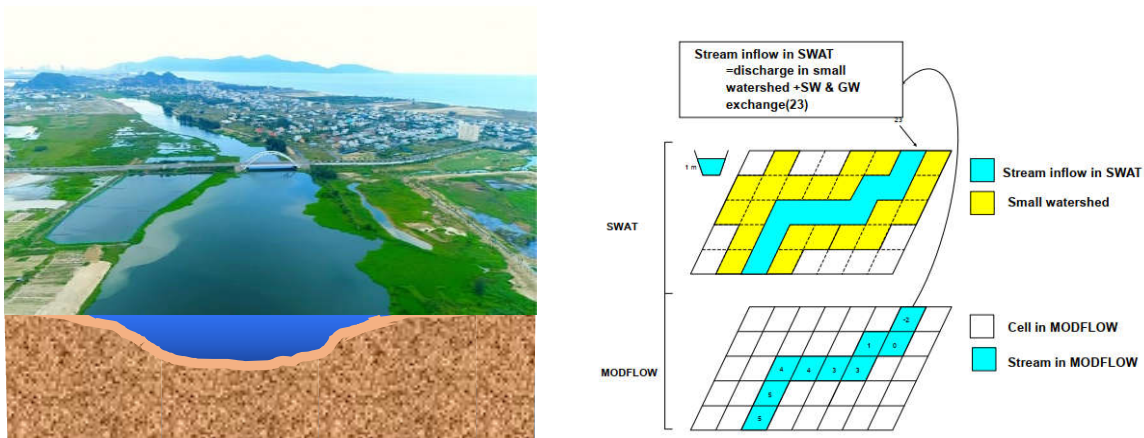 Stream inflow in SWAT
=discharge in small
watershed +SW & GW
exchange(23)
23
1 m
Stream inflow in SWAT
Small watershed
SWAT
-2
Cell in MODFLOW
1 0
Stream in MODFLOW
4 4 3 3
MODFLOW
5
5